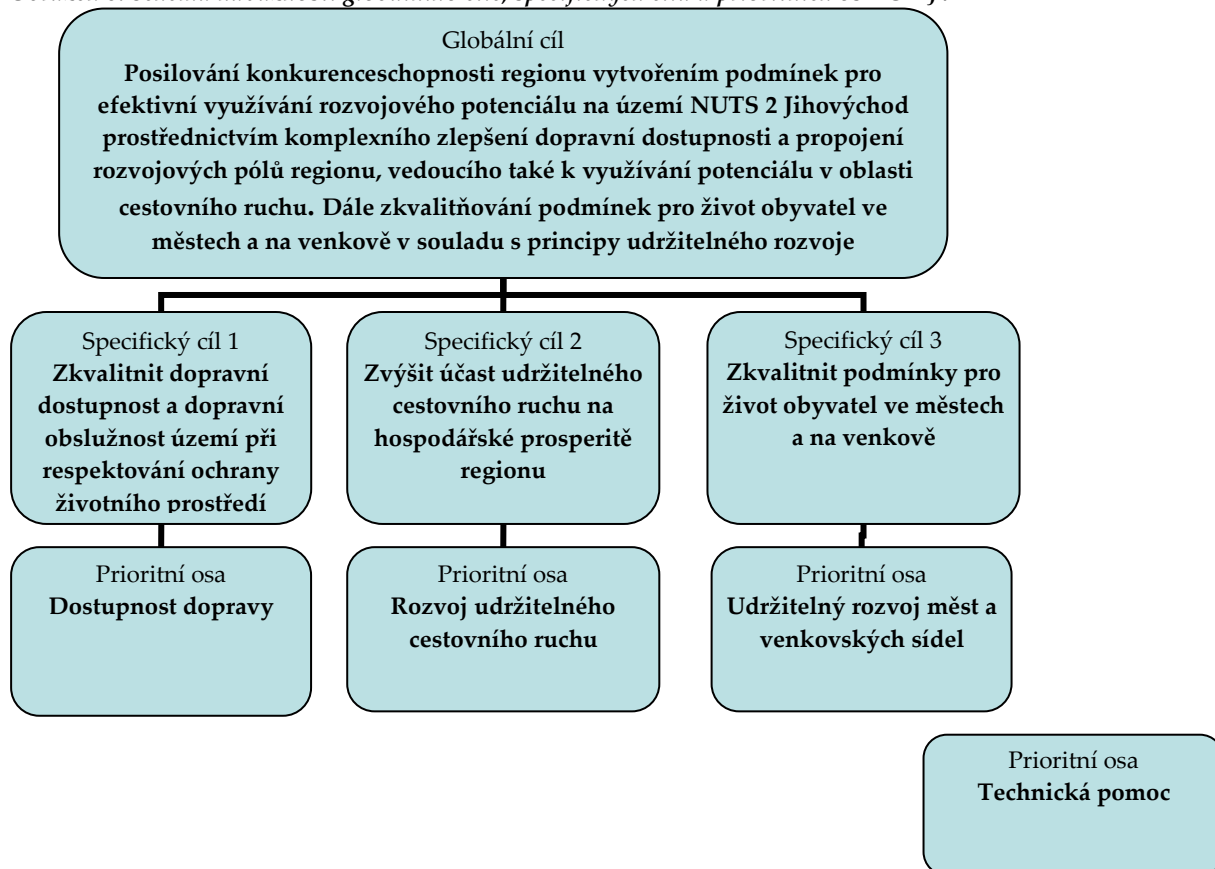 Globální cíl
Posilování konkurenceschopnosti regionu vytvořením podmínek pro
efektivní využívání rozvojového potenciálu na území NUTS 2 Jihovýchod
prostřednictvím komplexního zlepšení dopravní dostupnosti a propojení
rozvojových pólů regionu, vedoucího také k využívání potenciálu v oblasti
cestovního ruchu. Dále zkvalitňování podmínek pro život obyvatel ve
městech a na venkově v souladu s principy udržitelného rozvoje
Specifický cíl 1
Zkvalitnit dopravní
dostupnost a dopravní
obslužnost území při
respektování ochrany
životního prostředí
Specifický cíl 2
Zvýšit účast udržitelného
cestovního ruchu na
hospodářské prosperitě
regionu
Specifický cíl 3
Zkvalitnit podmínky pro
život obyvatel ve městech
a na venkově
Prioritní osa
Dostupnost dopravy
Prioritní osa
Rozvoj udržitelného
cestovního ruchu
Prioritní osa
Udržitelný rozvoj měst a
venkovských sídel
Prioritní osa
Technická pomoc